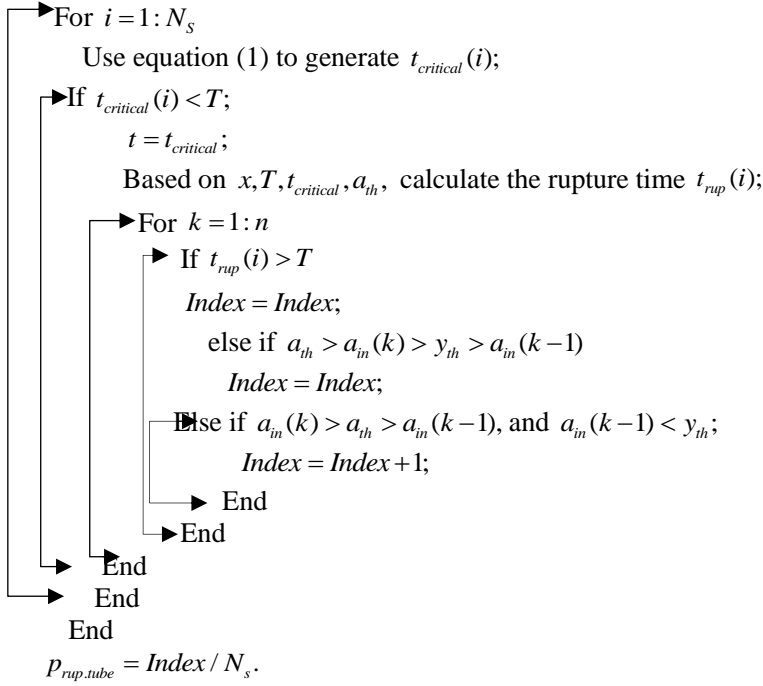 For i = 1 : N_S
Use equation (1) to generate t_critical(i);
If t_critical(i) < T;
t = t_critical;
Based on x, T, t_critical, a_th, calculate the rupture time t_rup(i);
For k = 1 : n
If t_rup(i) > T
Index = Index;
else if a_th > a_in(k) > y_th > a_in(k − 1)
Index = Index;
Else if a_in(k) > a_th > a_in(k − 1), and a_in(k − 1) < y_th;
Index = Index + 1;
End
End
End
End
End
p_rup.tube = Index / N_s.